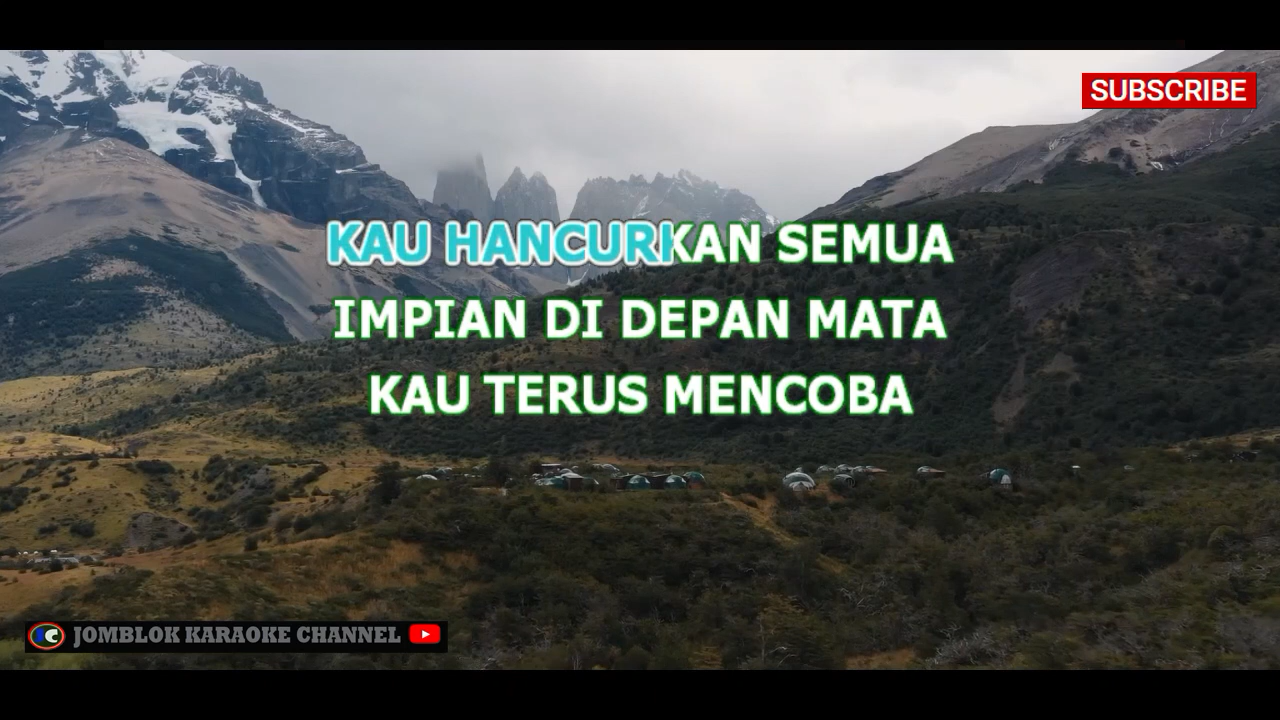 SUBSCRIBE
KAU HANCURKAN SEMUA
IMPIAN DI DEPAN MATA
KAU TERUS MENCOBA
JOMBLOK KARAOKE CHANNEL